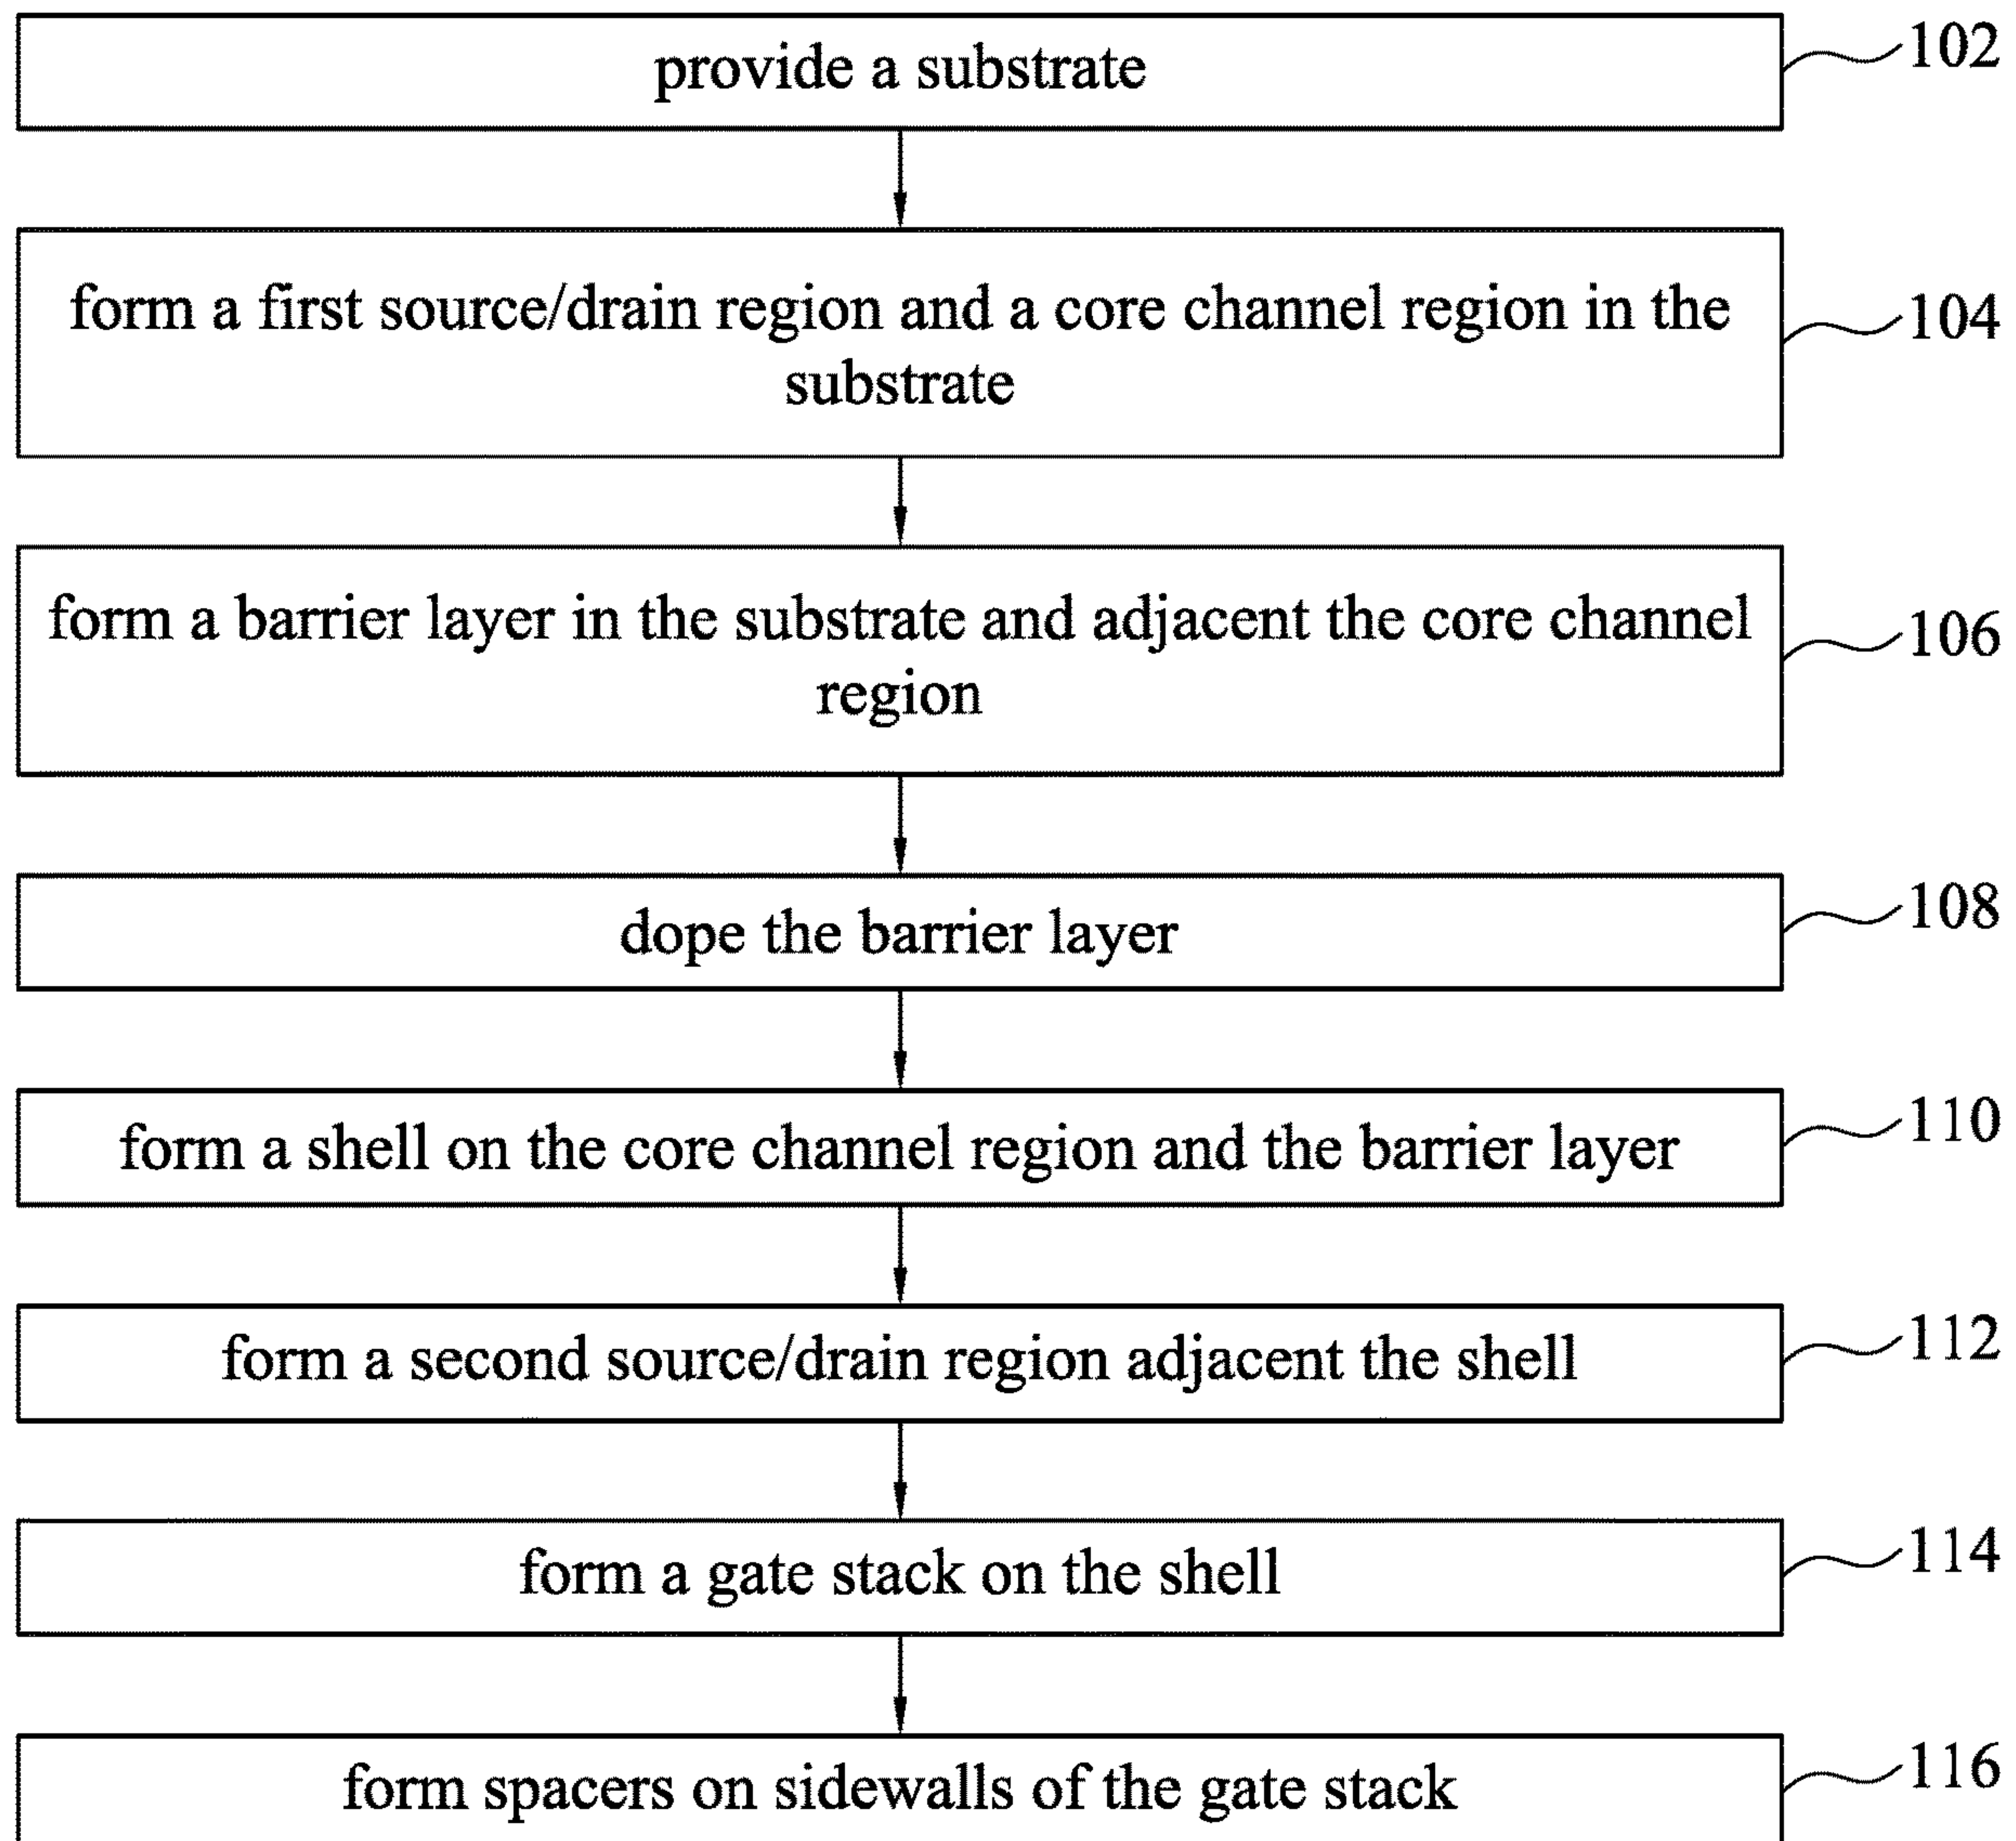 provide a substrate
102
form a first source/drain region and a core channel region in the
substrate
104
form a barrier layer in the substrate and adjacent the core channel
region
106
dope the barrier layer
108
form a shell on the core channel region and the barrier layer
110
form a second source/drain region adjacent the shell
112
form a gate stack on the shell
114
form spacers on sidewalls of the gate stack
116